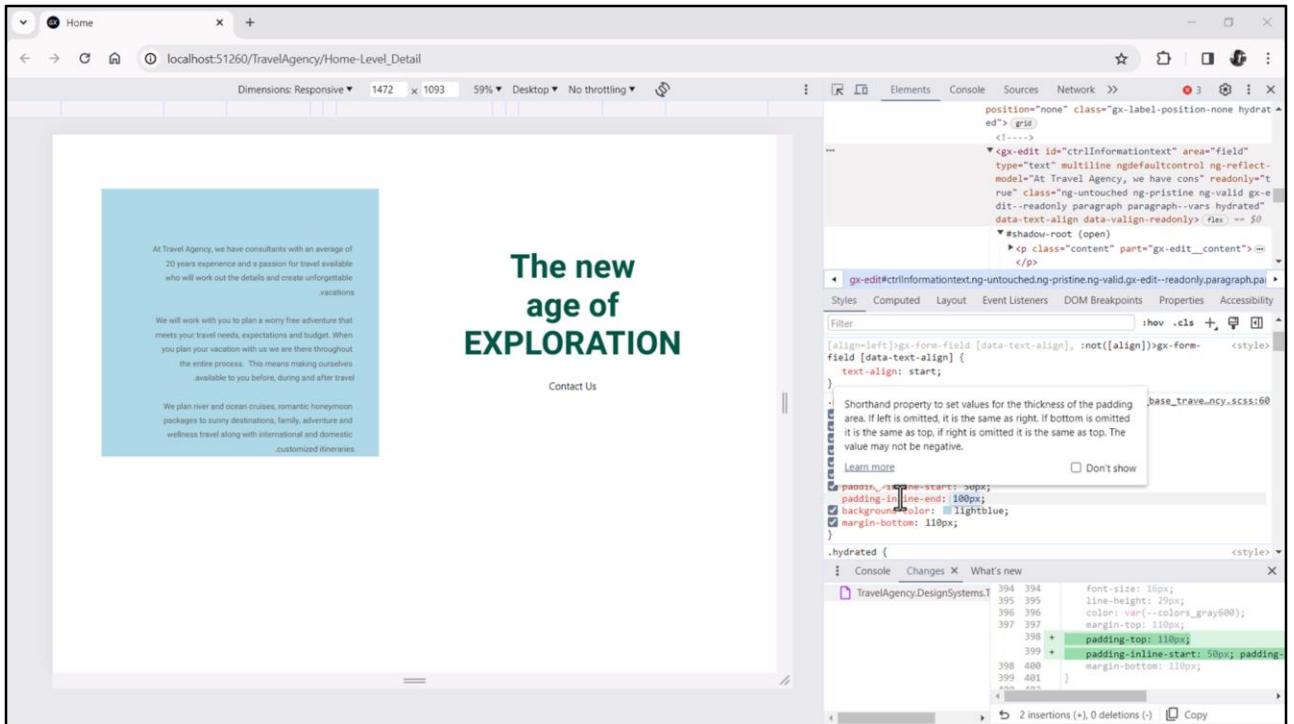 Home
localhost:51260/TravelAgency/Home-Level_Detail
Dimensions: Responsive 1472 x 1093 59% Desktop No throttling
At Travel Agency, we have consultants with an average of
20 years experience and a passion for travel available
who will work out the details and create unforgettable
.vacations
We will work with you to plan a worry free adventure that
meets your travel needs, expectations and budget. When
you plan your vacation with us we are there throughout
the entire process. This means making ourselves
.available to you before, during and after travel
We plan river and ocean cruises, romantic honeymoon
packages to sunny destinations, family, adventure and
wellness travel along with international and domestic
.customized itineraries
The new
age of
EXPLORATION
Contact Us
Elements Console Sources Network 3
position="none" class="gx-label-position-none hydrat
ed"> grid
<!---->
<gx-edit id="ctrlInformationtext" area="field"
type="text" multiline ngdefaultcontrol ng-reflect-
model="At Travel Agency, we have cons" readonly="t
rue" class="ng-untouched ng-pristine ng-valid gx-e
dit--readonly paragraph paragraph--vars hydrated"
data-text-align data-valign-readonly> flex == $0
#shadow-root (open)
<p class="content" part="gx-edit__content">
</p>
gx-edit#ctrlInformationtext.ng-untouched.ng-pristine.ng-valid.gx-edit--readonly.paragraph.pa
Styles Computed Layout Event Listeners DOM Breakpoints Properties Accessibility
Filter :hov .cls
[align=left]>gx-form-field [data-text-align], :not([align])>gx-form- <style>
field [data-text-align] {
text-align: start;
}
_base_trave…ncy.scss:60
Shorthand property to set values for the thickness of the padding
area. If left is omitted, it is the same as right. If bottom is omitted
it is the same as top, if right is omitted it is the same as top. The
value may not be negative.
Learn more Don't show
padding-inline-start: 50px;
padding-inline-end: 100px;
background-color: lightblue;
margin-bottom: 110px;
}
.hydrated { <style>
Console Changes What's new
TravelAgency.DesignSystems.T
394 394 font-size: 16px;
395 395 line-height: 29px;
396 396 color: var(--colors_gray600);
397 397 margin-top: 110px;
398 + padding-top: 110px;
399 + padding-inline-start: 50px; padding-
398 400 margin-bottom: 110px;
399 401 }
2 insertions (+), 0 deletions (-) Copy